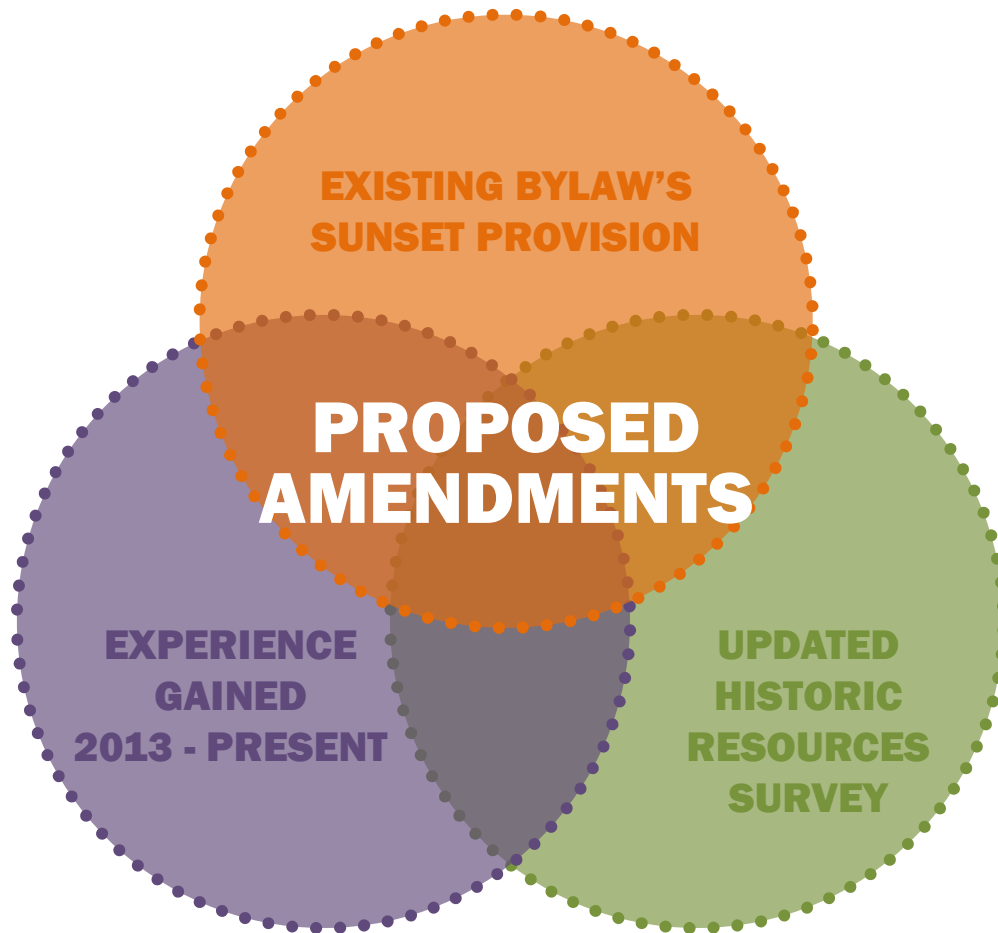 EXISTING BYLAW’S
SUNSET PROVISION
PROPOSED
AMENDMENTS
EXPERIENCE
GAINED
2013 - PRESENT
UPDATED
HISTORIC
RESOURCES
SURVEY